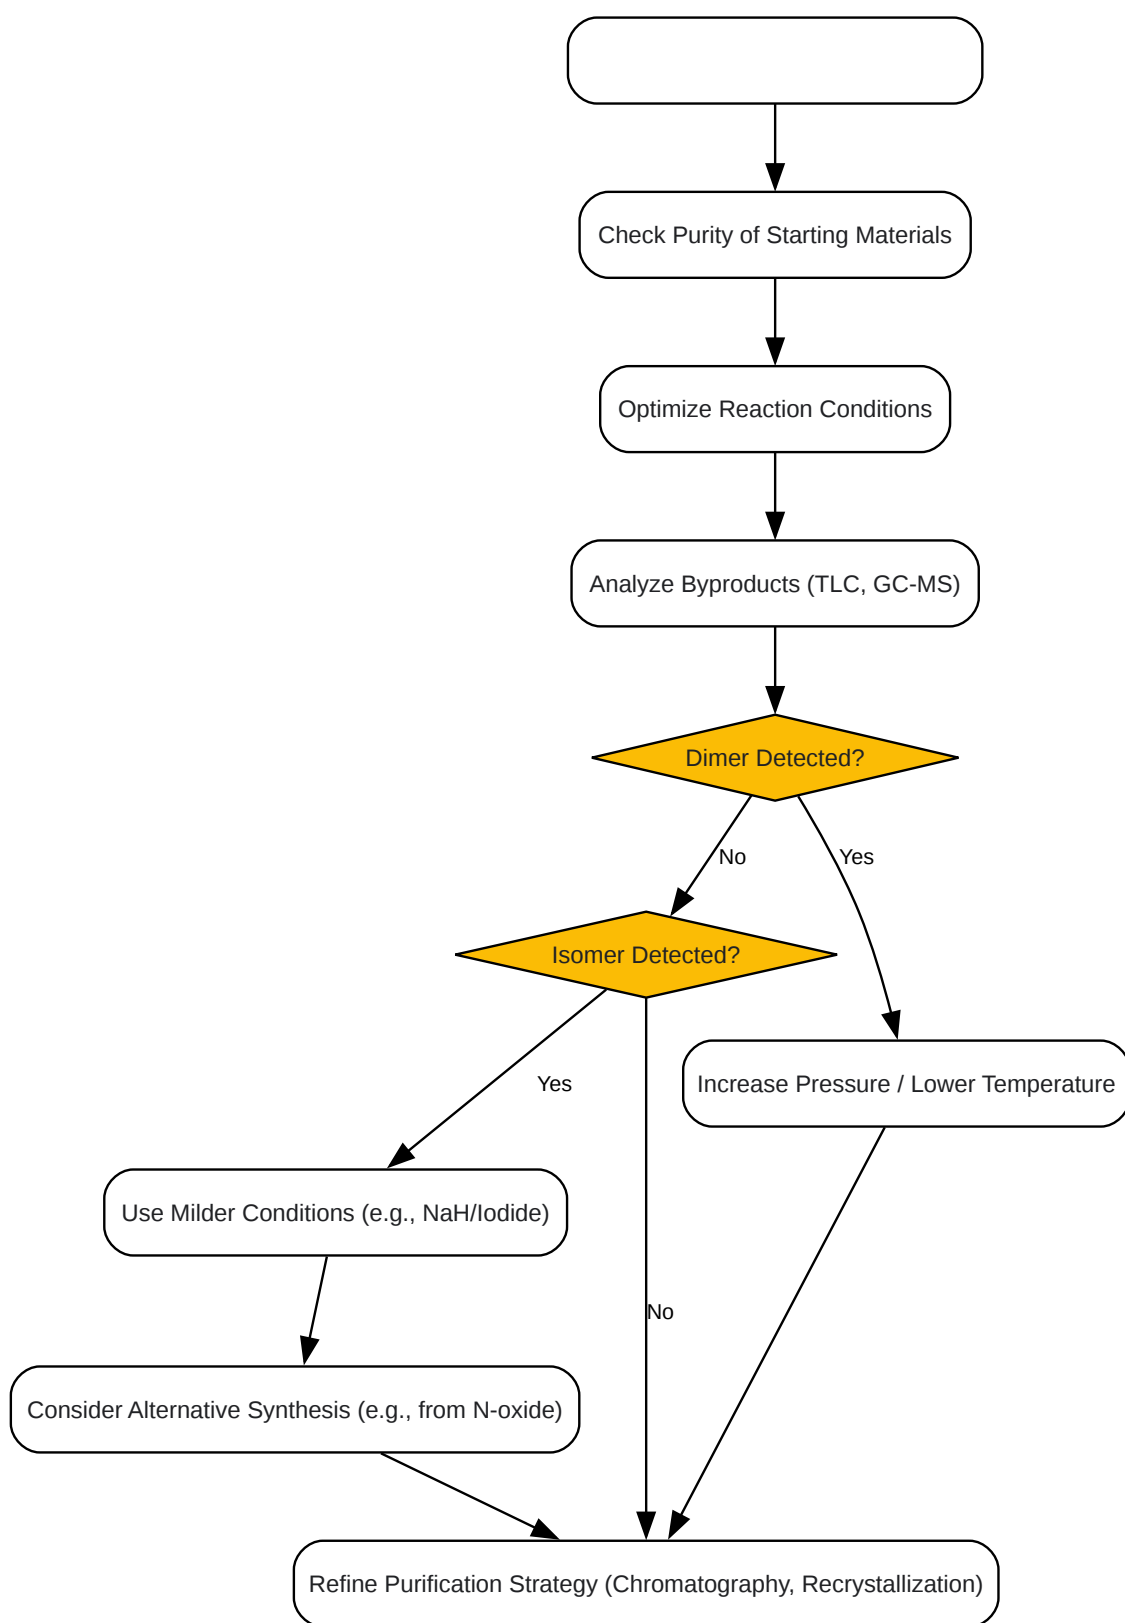 Check Purity of Starting Materials
Optimize Reaction Conditions
Analyze Byproducts (TLC, GC-MS)
Dimer Detected?
No
Yes
Isomer Detected?
Yes
Increase Pressure / Lower Temperature
Use Milder Conditions (e.g., NaH/Iodide)
No
Consider Alternative Synthesis (e.g., from N-oxide)
Refine Purification Strategy (Chromatography, Recrystallization)